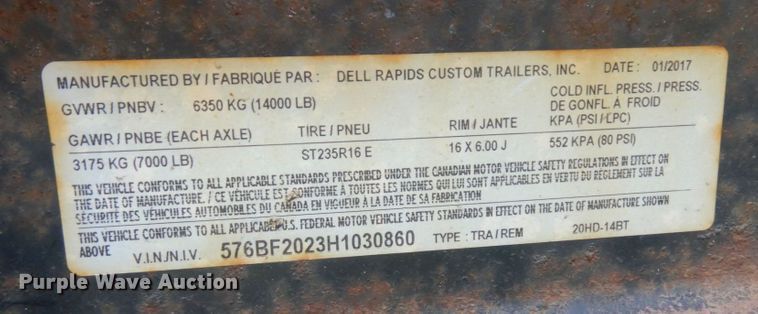 MANUFACTURED BY / FABRIQUÉ PAR : DELL RAPIDS CUSTOM TRAILERS, INC. DATE : 01/2017
GVWR / PNBV : 6350 KG (14000 LB)
COLD INFL. PRESS. / PRESS.
DE GONFL. À FROID
KPA (PSI / LPC)
GAWR / PNBE (EACH AXLE) TIRE / PNEU RIM / JANTE
3175 KG (7000 LB) ST235R16 E 16 X 6.00 J 552 KPA (80 PSI)
THIS VEHICLE CONFORMS TO ALL APPLICABLE STANDARDS PRESCRIBED UNDER THE CANADIAN MOTOR VEHICLE SAFETY REGULATIONS IN EFFECT ON
THE DATE OF MANUFACTURE. / CE VÉHICULE EST CONFORME À TOUTES LES NORMES QUI LUI SONT APPLICABLES EN VERTU DU RÈGLEMENT SUR LA
SÉCURITÉ DES VÉHICULES AUTOMOBILES DU CANADA EN VIGUEUR À LA DATE DE SA FABRICATION
THIS VEHICLE CONFORMS TO ALL APPLICABLE U.S. FEDERAL MOTOR VEHICLE SAFETY STANDARDS IN EFFECT ON THE DATE OF MANUFACTURE SHOWN
ABOVE
V.I.N./N.I.V. 576BF2023H1030860 TYPE : TRA / REM 20HD-14BT
Purple Wave Auction